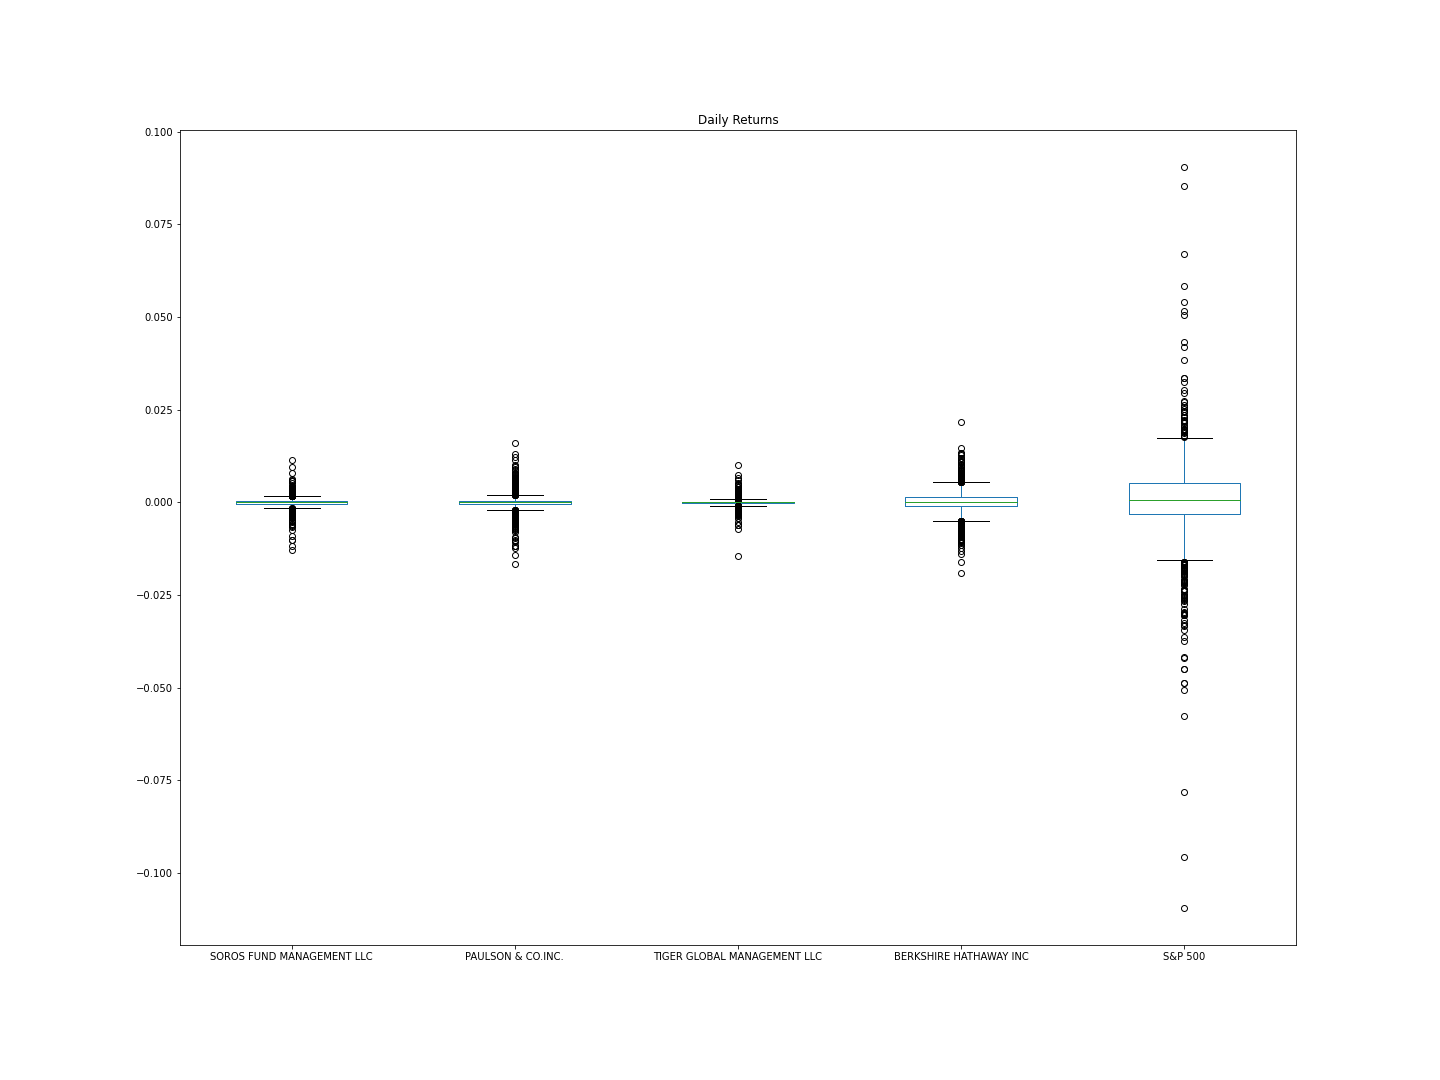 Daily Returns
0.100
0.075
0.050
0.025
0.000
−0.025
−0.050
−0.075
−0.100
SOROS FUND MANAGEMENT LLC
PAULSON & CO.INC.
TIGER GLOBAL MANAGEMENT LLC
BERKSHIRE HATHAWAY INC
S&P 500